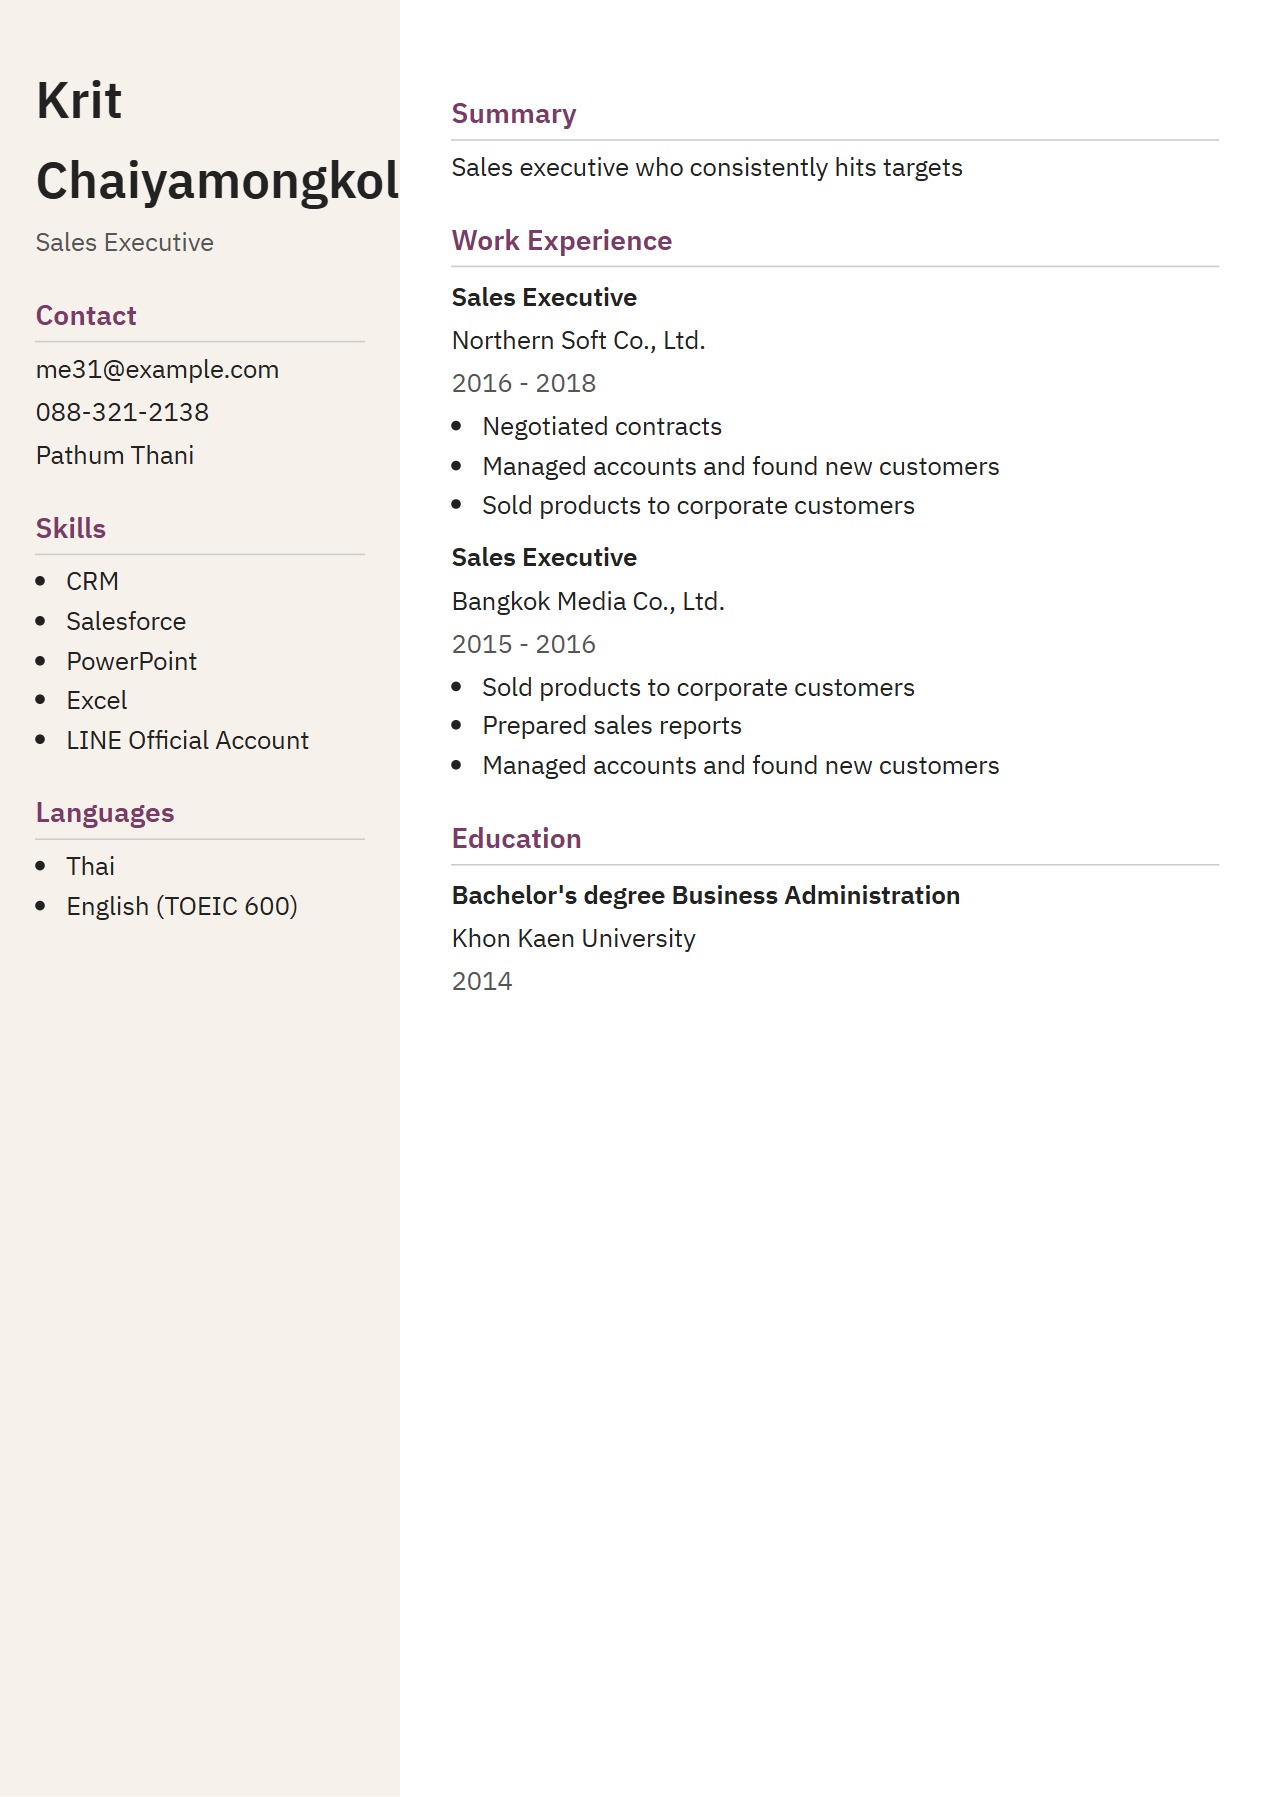 Krit
Chaiyamongkol
Sales Executive
Contact
me31@example.com
088-321-2138
Pathum Thani
Skills
CRM
Salesforce
PowerPoint
Excel
LINE Official Account
Languages
Thai
English (TOEIC 600)
Summary
Sales executive who consistently hits targets
Work Experience
Sales Executive
Northern Soft Co., Ltd.
2016 - 2018
Negotiated contracts
Managed accounts and found new customers
Sold products to corporate customers
Sales Executive
Bangkok Media Co., Ltd.
2015 - 2016
Sold products to corporate customers
Prepared sales reports
Managed accounts and found new customers
Education
Bachelor's degree Business Administration
Khon Kaen University
2014